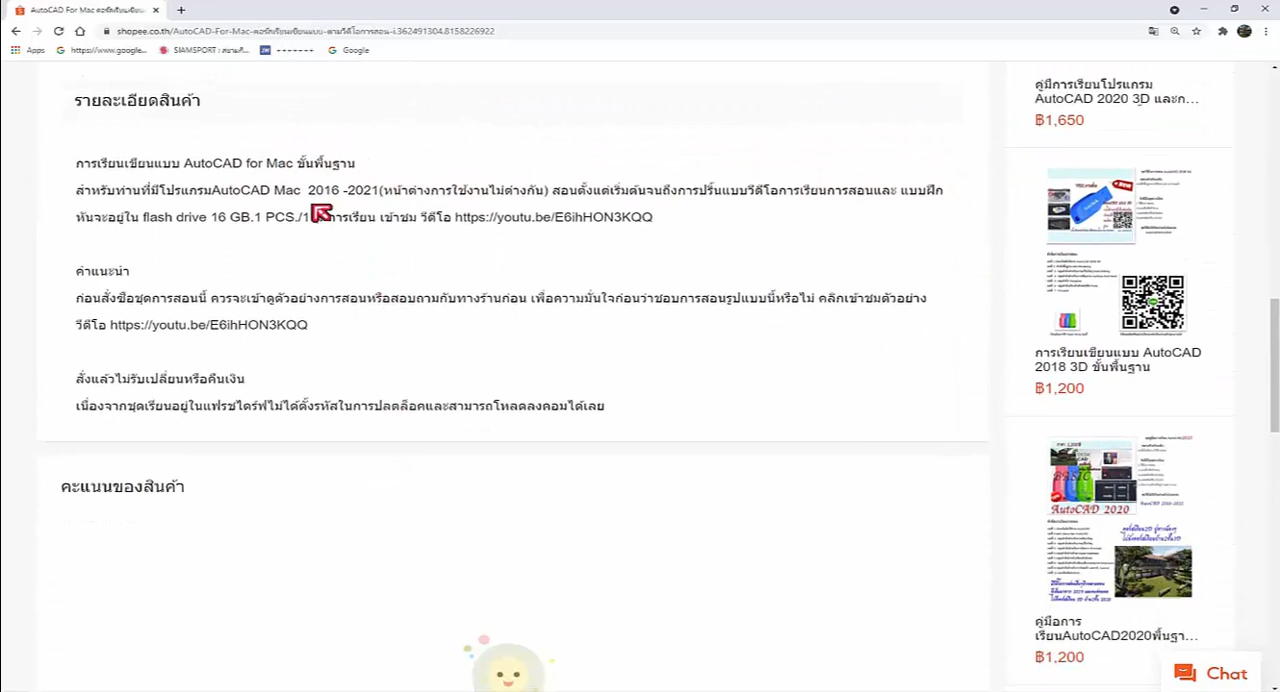 AutoCAD For Mac-คอร์สเรียนเขียน
shopee.co.th/AutoCAD-For-Mac-คอร์สเรียนเขียนแบบ-ตามวีดีโอการสอน-i.362491304.8158226922
Apps
https://www.google...
SIAMSPORT : สยามกี...
Google
รายละเอียดสินค้า
การเรียนเขียนแบบ AutoCAD for Mac ขั้นพื้นฐาน
สำหรับท่านที่มีโปรแกรมAutoCAD Mac 2016 -2021(หน้าต่างการใช้งานไม่ต่างกัน) สอนตั้งแต่เริ่มต้นจนถึงการปริ้นแบบวีดีโอการเรียนการสอนและ แบบฝึก
หันจะอยู่ใน flash drive 16 GB.1 PCS./1 การเรียน เข้าชม วีดีโอ https://youtu.be/E6ihHON3KQQ
คำแนะนำ
ก่อนสั่งซื้อชุดการสอนนี้ ควรจะเข้าดูตัวอย่างการสอนหรือสอบถามกับทางร้านก่อน เพื่อความมั่นใจก่อนว่าชอบการสอนรูปแบบนี้หรือไม่ คลิกเข้าชมตัวอย่าง
วีดีโอ https://youtu.be/E6ihHON3KQQ
สั่งแล้วไม่รับเปลี่ยนหรือคืนเงิน
เนื่องจากชุดเรียนอยู่ในแฟรชไดร์ฟไม่ได้ตั้งรหัสในการปลดล็อคและสามารถโหลดลงคอมได้เลย
คะแนนของสินค้า
คู่มือการเรียนโปรแกรม
AutoCAD 2020 3D และก...
฿1,650
การเรียนเขียนแบบ AutoCAD
2018 3D ขั้นพื้นฐาน
฿1,200
BASIC
AutoCAD 2020
คู่มือการ
เรียนAutoCAD2020พื้นฐา...
฿1,200
Chat